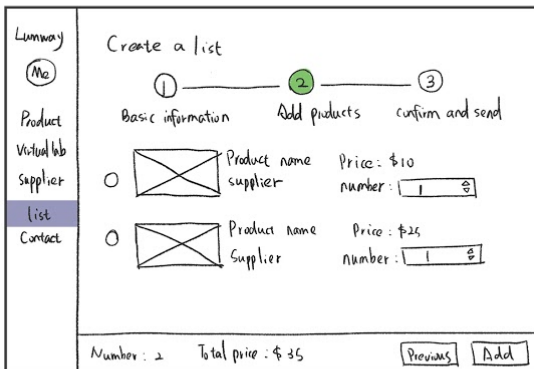 Lumway
Me
Product
Virtual lab
Supplier
list
Contact
Create a list
1 2 3
Basic information Add products confirm and send
Product name Price: $10
supplier number: 1
Product name Price: $25
Supplier number: 1
Number: 2 Total price: $35 Previous Add